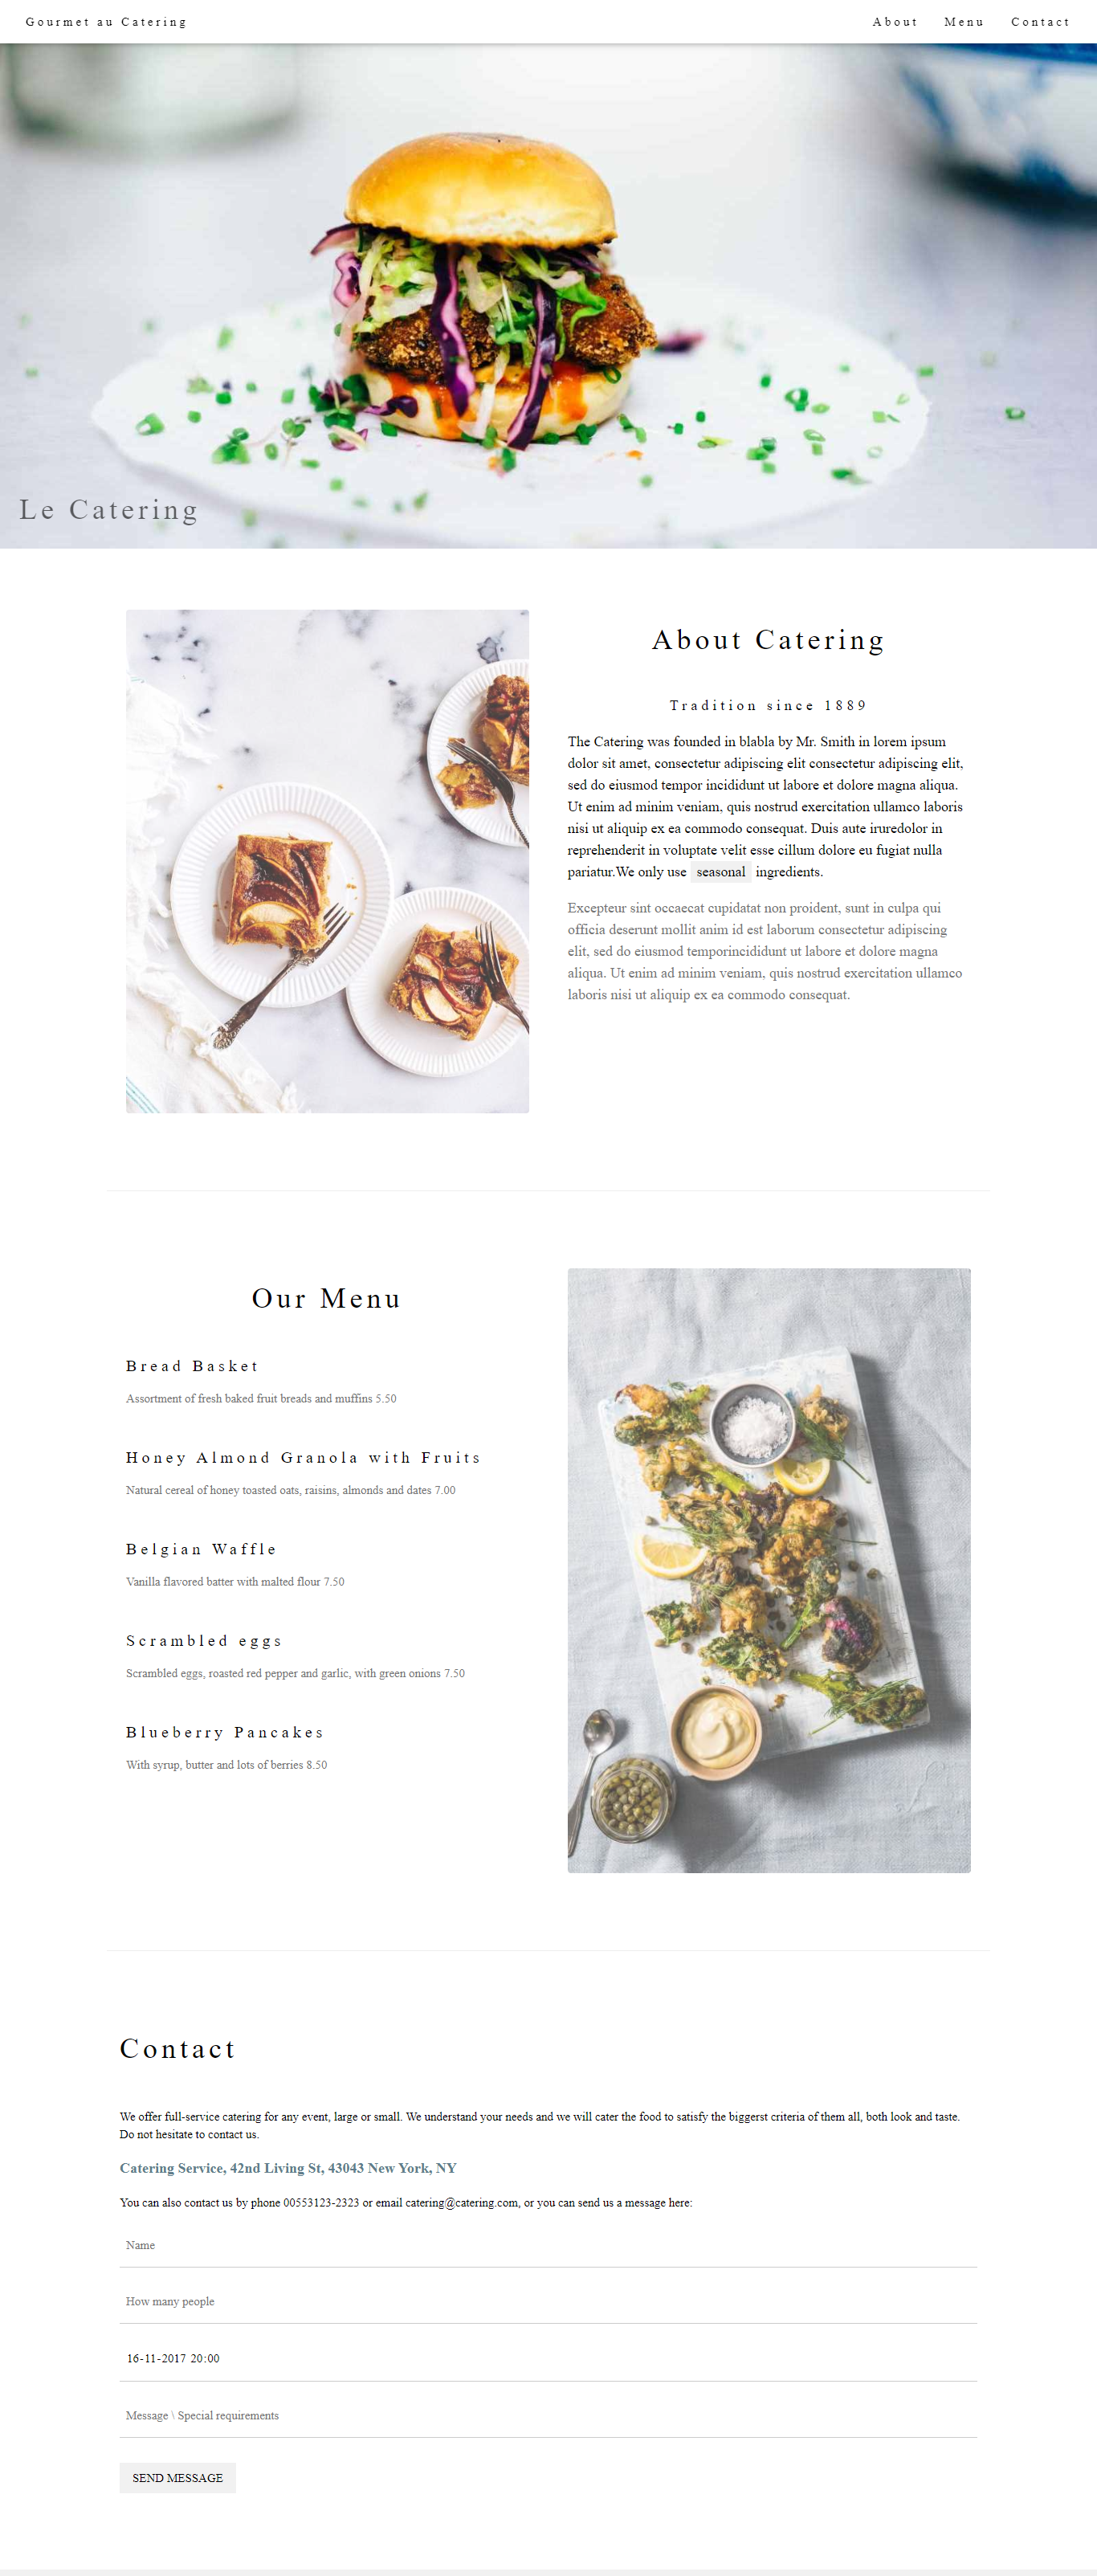 Gourmet au Catering
About Menu Contact
Le Catering
About Catering
Tradition since 1889
The Catering was founded in blabla by Mr. Smith in lorem ipsum
dolor sit amet, consectetur adipiscing elit consectetur adipiscing elit,
sed do eiusmod tempor incididunt ut labore et dolore magna aliqua.
Ut enim ad minim veniam, quis nostrud exercitation ullamco laboris
nisi ut aliquip ex ea commodo consequat. Duis aute iruredolor in
reprehenderit in voluptate velit esse cillum dolore eu fugiat nulla
pariatur.We only use seasonal ingredients.
Excepteur sint occaecat cupidatat non proident, sunt in culpa qui
officia deserunt mollit anim id est laborum consectetur adipiscing
elit, sed do eiusmod temporincididunt ut labore et dolore magna
aliqua. Ut enim ad minim veniam, quis nostrud exercitation ullamco
laboris nisi ut aliquip ex ea commodo consequat.
Our Menu
Bread Basket
Assortment of fresh baked fruit breads and muffins 5.50
Honey Almond Granola with Fruits
Natural cereal of honey toasted oats, raisins, almonds and dates 7.00
Belgian Waffle
Vanilla flavored batter with malted flour 7.50
Scrambled eggs
Scrambled eggs, roasted red pepper and garlic, with green onions 7.50
Blueberry Pancakes
With syrup, butter and lots of berries 8.50
Contact
We offer full-service catering for any event, large or small. We understand your needs and we will cater the food to satisfy the biggerst criteria of them all, both look and taste.
Do not hesitate to contact us.
Catering Service, 42nd Living St, 43043 New York, NY
You can also contact us by phone 00553123-2323 or email catering@catering.com, or you can send us a message here:
Name
How many people
16-11-2017 20:00
Message \ Special requirements
SEND MESSAGE